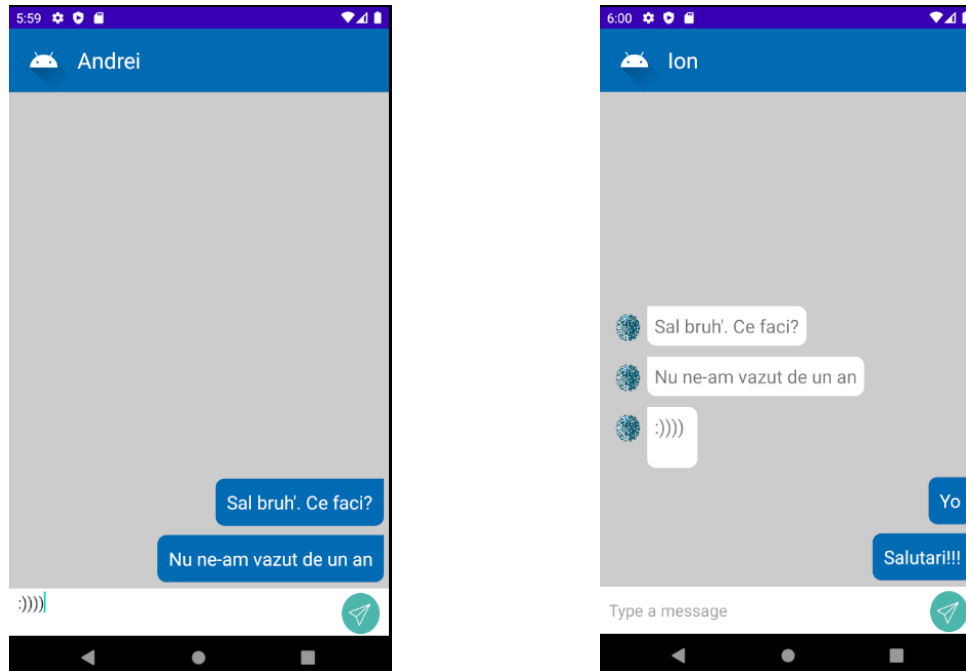 5:59
Andrei
Sal bruh'. Ce faci?
Nu ne-am vazut de un an
:))))
6:00
Ion
Sal bruh'. Ce faci?
Nu ne-am vazut de un an
:))))
Yo
Salutari!!!
Type a message